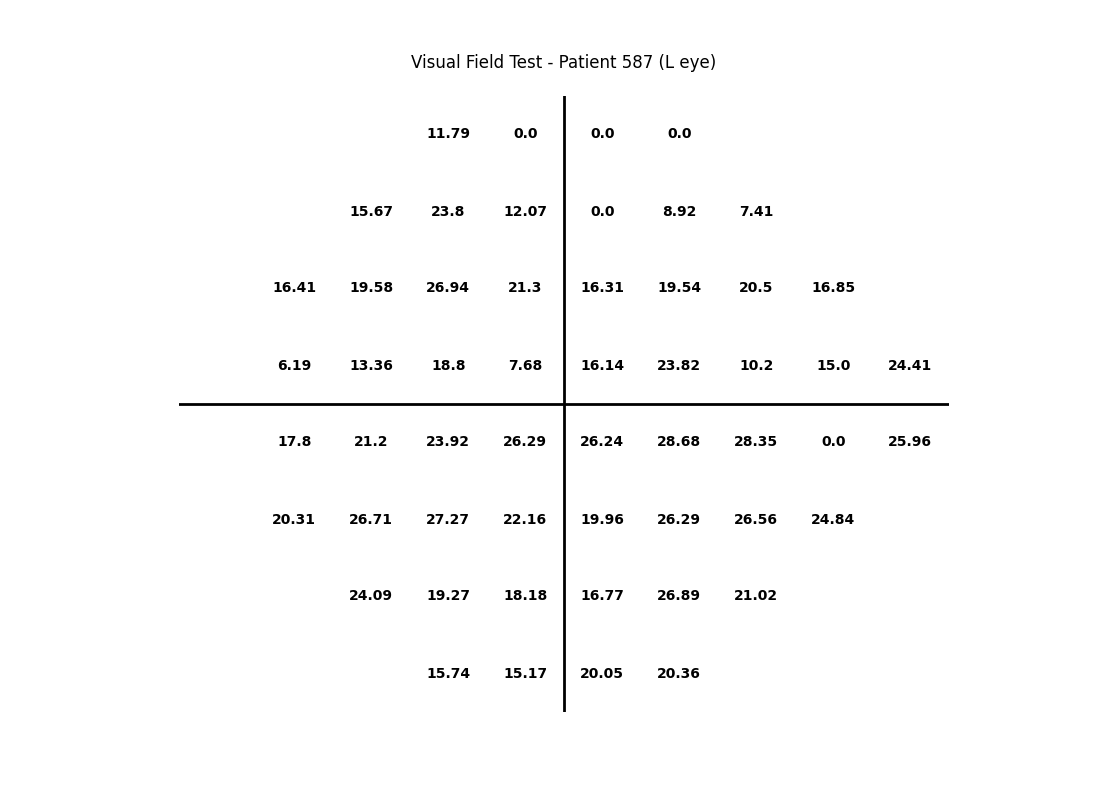 Visual Field Test - Patient 587 (L eye)
11.79 0.0 0.0 0.0
15.67 23.8 12.07 0.0 8.92 7.41
16.41 19.58 26.94 21.3 16.31 19.54 20.5 16.85
6.19 13.36 18.8 7.68 16.14 23.82 10.2 15.0 24.41
17.8 21.2 23.92 26.29 26.24 28.68 28.35 0.0 25.96
20.31 26.71 27.27 22.16 19.96 26.29 26.56 24.84
24.09 19.27 18.18 16.77 26.89 21.02
15.74 15.17 20.05 20.36